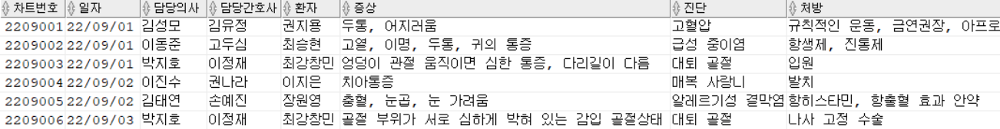 차트번호 일자 담당의사 담당간호사 환자 증상 진단 처방
2209001 22/09/01 김성모 김유정 권지용 두통, 어지러움 고혈압 규칙적인 운동, 금연권장, 아프로
2209002 22/09/01 이동준 고두심 최승현 고열, 이명, 두통, 귀의 통증 급성 중이염 항생제, 진통제
2209003 22/09/01 박지호 이정재 최강창민 엉덩이 관절 움직이면 심한 통증, 다리길이 다름 대퇴 골절 입원
2209004 22/09/02 이진수 권나라 이지은 치아통증 매복 사랑니 발치
2209005 22/09/02 김태연 손예진 장원영 충혈, 눈곱, 눈 가려움 알레르기성 결막염 항히스타민, 항출혈 효과 안약
2209006 22/09/03 박지호 이정재 최강창민 골절 부위가 서로 심하게 박혀 있는 감입 골절상태 대퇴 골절 나사 고정 수술